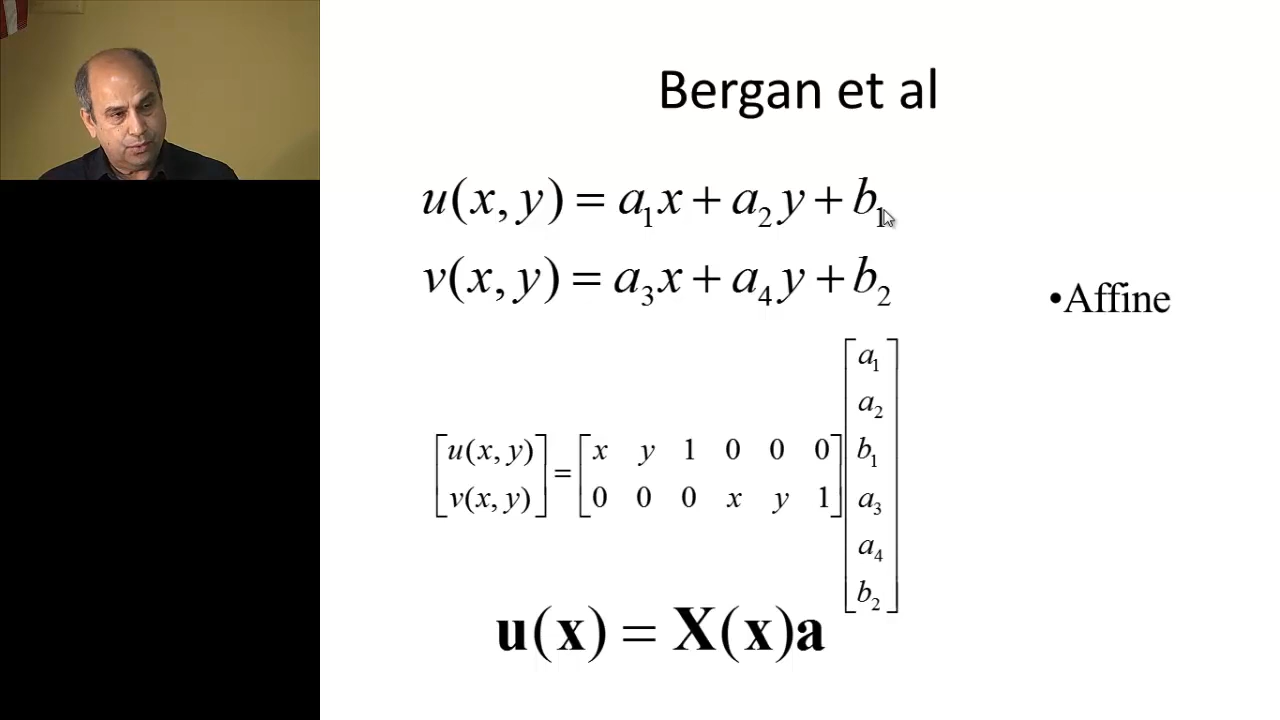 Bergan et al
u(x, y) = a₁x + a₂y + b₁
v(x, y) = a₃x + a₄y + b₂
•Affine
[u(x, y) v(x, y)] = [x y 1 0 0 0; 0 0 0 x y 1] [a₁ a₂ b₁ a₃ a₄ b₂]
u(x) = X(x)a